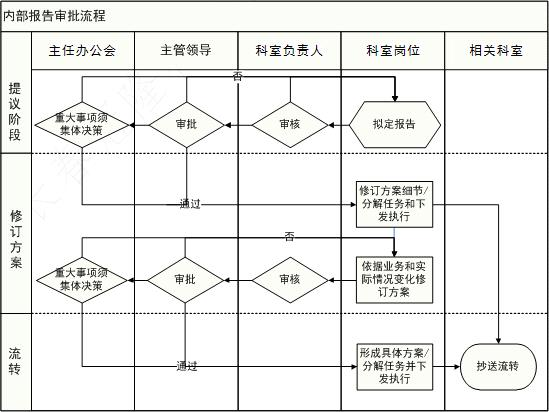 内部报告审批流程
主任办公会 主管领导 科室负责人 科室岗位 相关科室
提议阶段
否
重大事项须
集体决策
审批
审核
拟定报告
修订方案
通过
修订方案细节/
分解任务和下
发执行
否
重大事项须
集体决策
审批
审核
依据业务和实
际情况变化修
订方案
流转
通过
形成具体方案/
分解任务并下
发执行
抄送流转